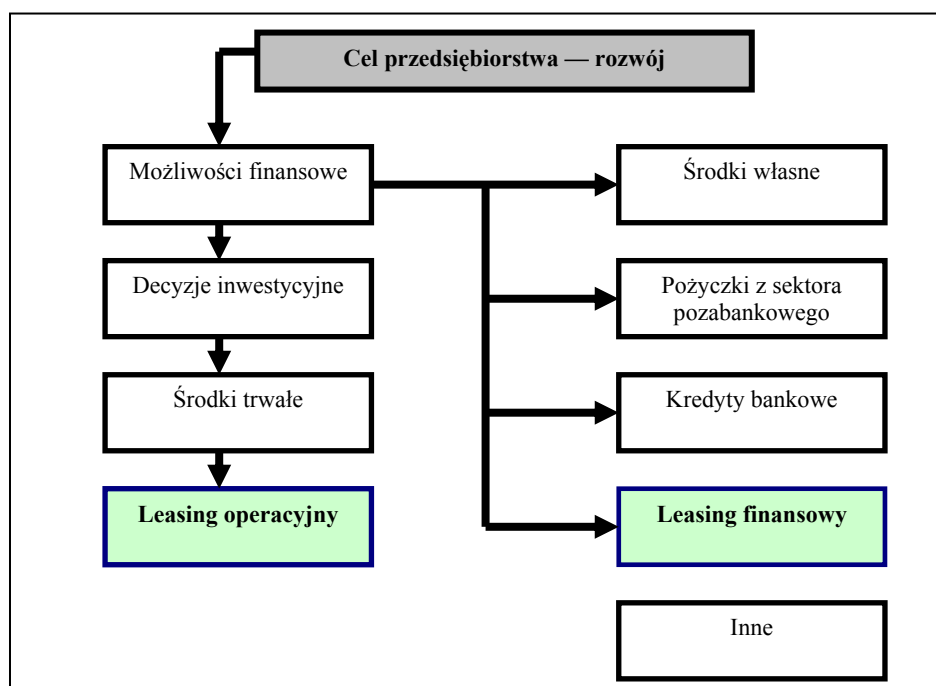 Cel przedsiębiorstwa — rozwój
Możliwości finansowe
Środki własne
Decyzje inwestycyjne
Pożyczki z sektora
pozabankowego
Środki trwałe
Kredyty bankowe
Leasing operacyjny
Leasing finansowy
Inne